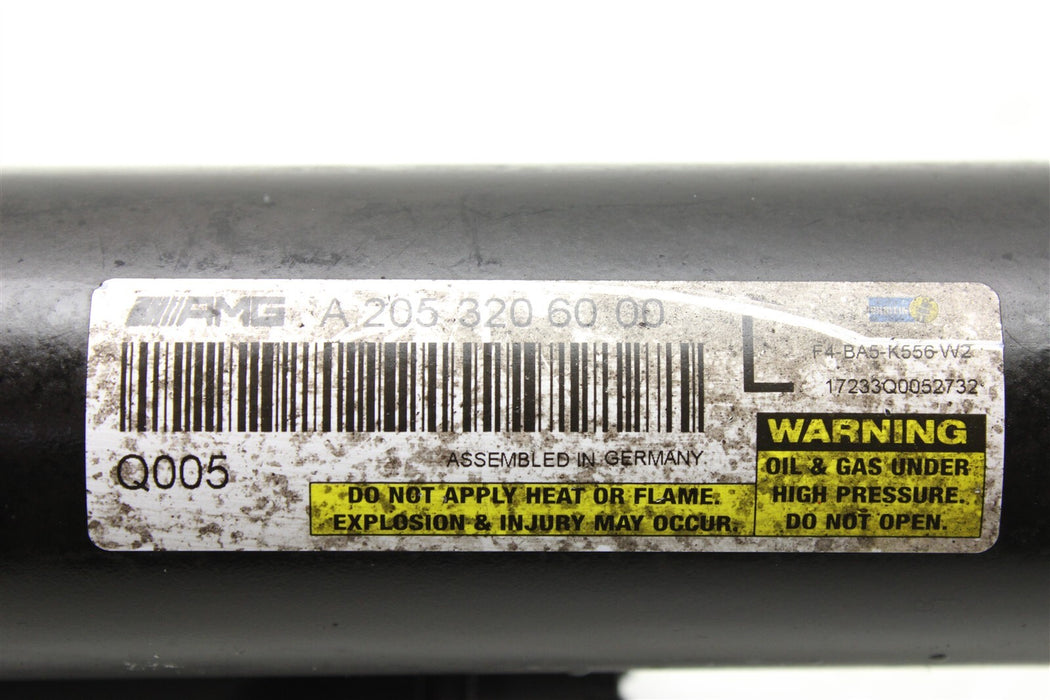 AMG A 205 320 60 00
L
BILSTEIN
F4-BA5-K556-W2
17233Q0052732
Q005
ASSEMBLED IN GERMANY
DO NOT APPLY HEAT OR FLAME.
EXPLOSION & INJURY MAY OCCUR.
WARNING
OIL & GAS UNDER
HIGH PRESSURE.
DO NOT OPEN.